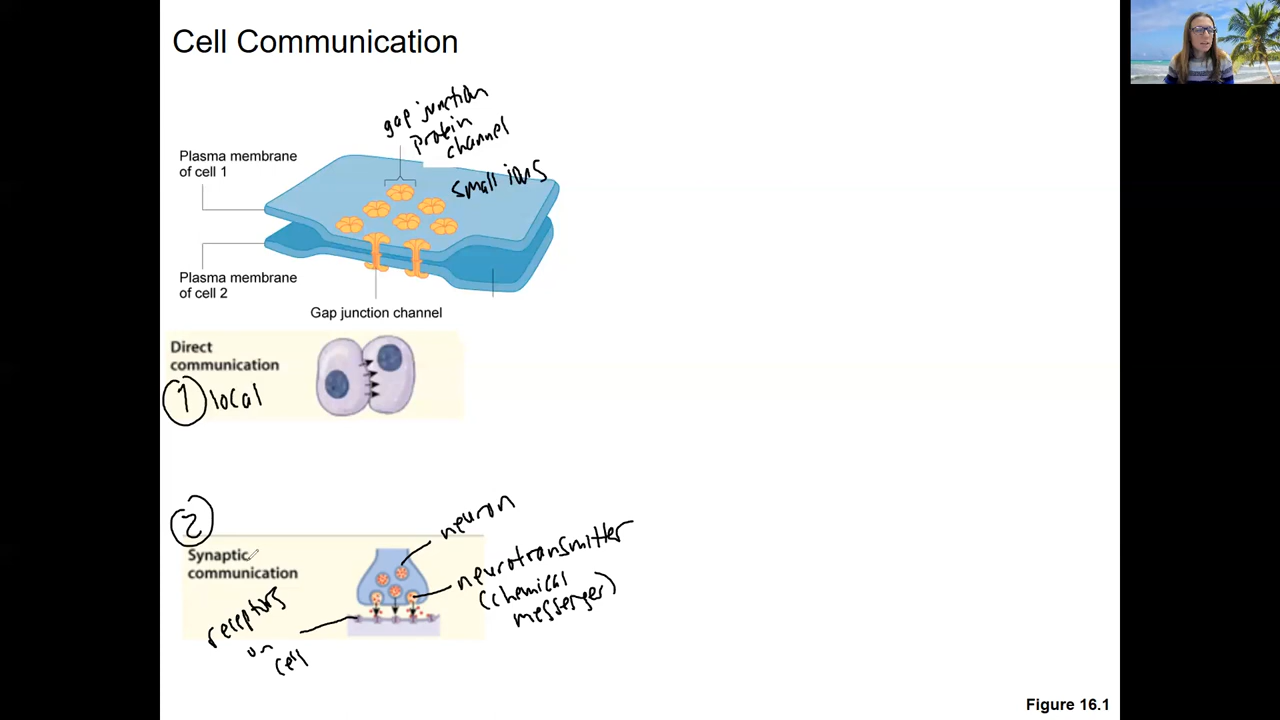 Cell Communication
gap junction
protein
channel
small ions
Plasma membrane
of cell 1
Plasma membrane
of cell 2
Gap junction channel
Direct
communication
1 local
2
neuron
Synaptic
communication
neurotransmitter
(chemical
messenger)
receptors
on
cell
Figure 16.1